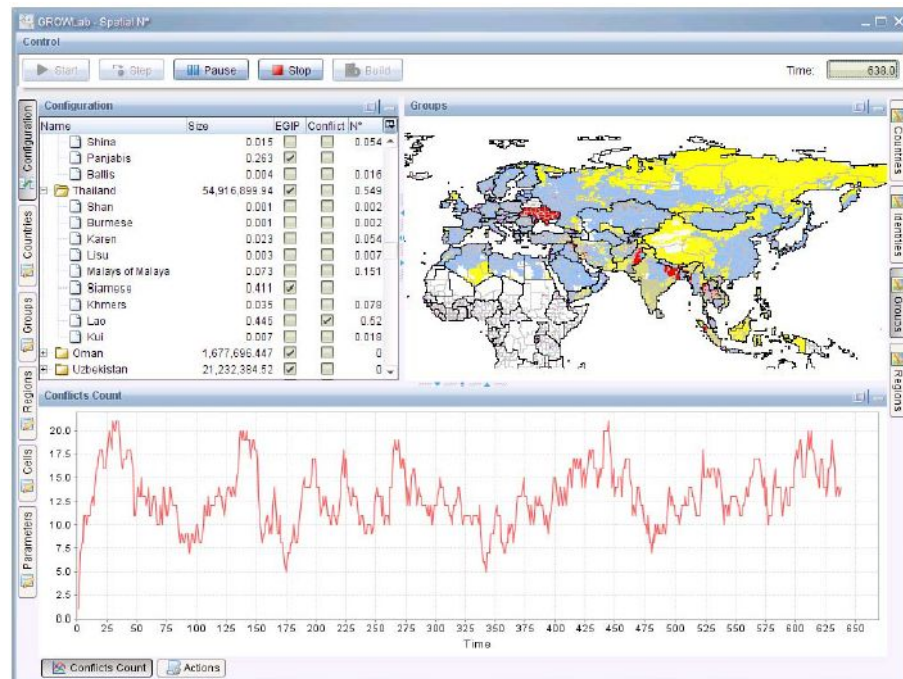 GROWLab - Spatial N*
Control
Start Step Pause Stop Build Time: 638.0
Configuration
Name Size EGIP Conflict N*
Shina 0.015 0.054
Panjabis 0.263
Baltis 0.004 0.016
Thailand 54,916,899.94 0.549
Shan 0.001 0.002
Burmese 0.001 0.002
Karen 0.023 0.054
Lisu 0.003 0.007
Malays of Malaya 0.073 0.151
Siamese 0.411
Khmers 0.035 0.078
Lao 0.445 0.52
Kui 0.007 0.018
Oman 1,677,696.447 0
Uzbekistan 21,232,384.52 0
Groups
Configuration
Countries
Groups
Regions
Cells
Parameters
Countries
Identities
Groups
Regions
Conflicts Count
20.0
17.5
15.0
12.5
10.0
7.5
5.0
2.5
0.0
0 25 50 75 100 125 150 175 200 225 250 275 300 325 350 375 400 425 450 475 500 525 550 575 600 625 650
Time
Conflicts Count Actions